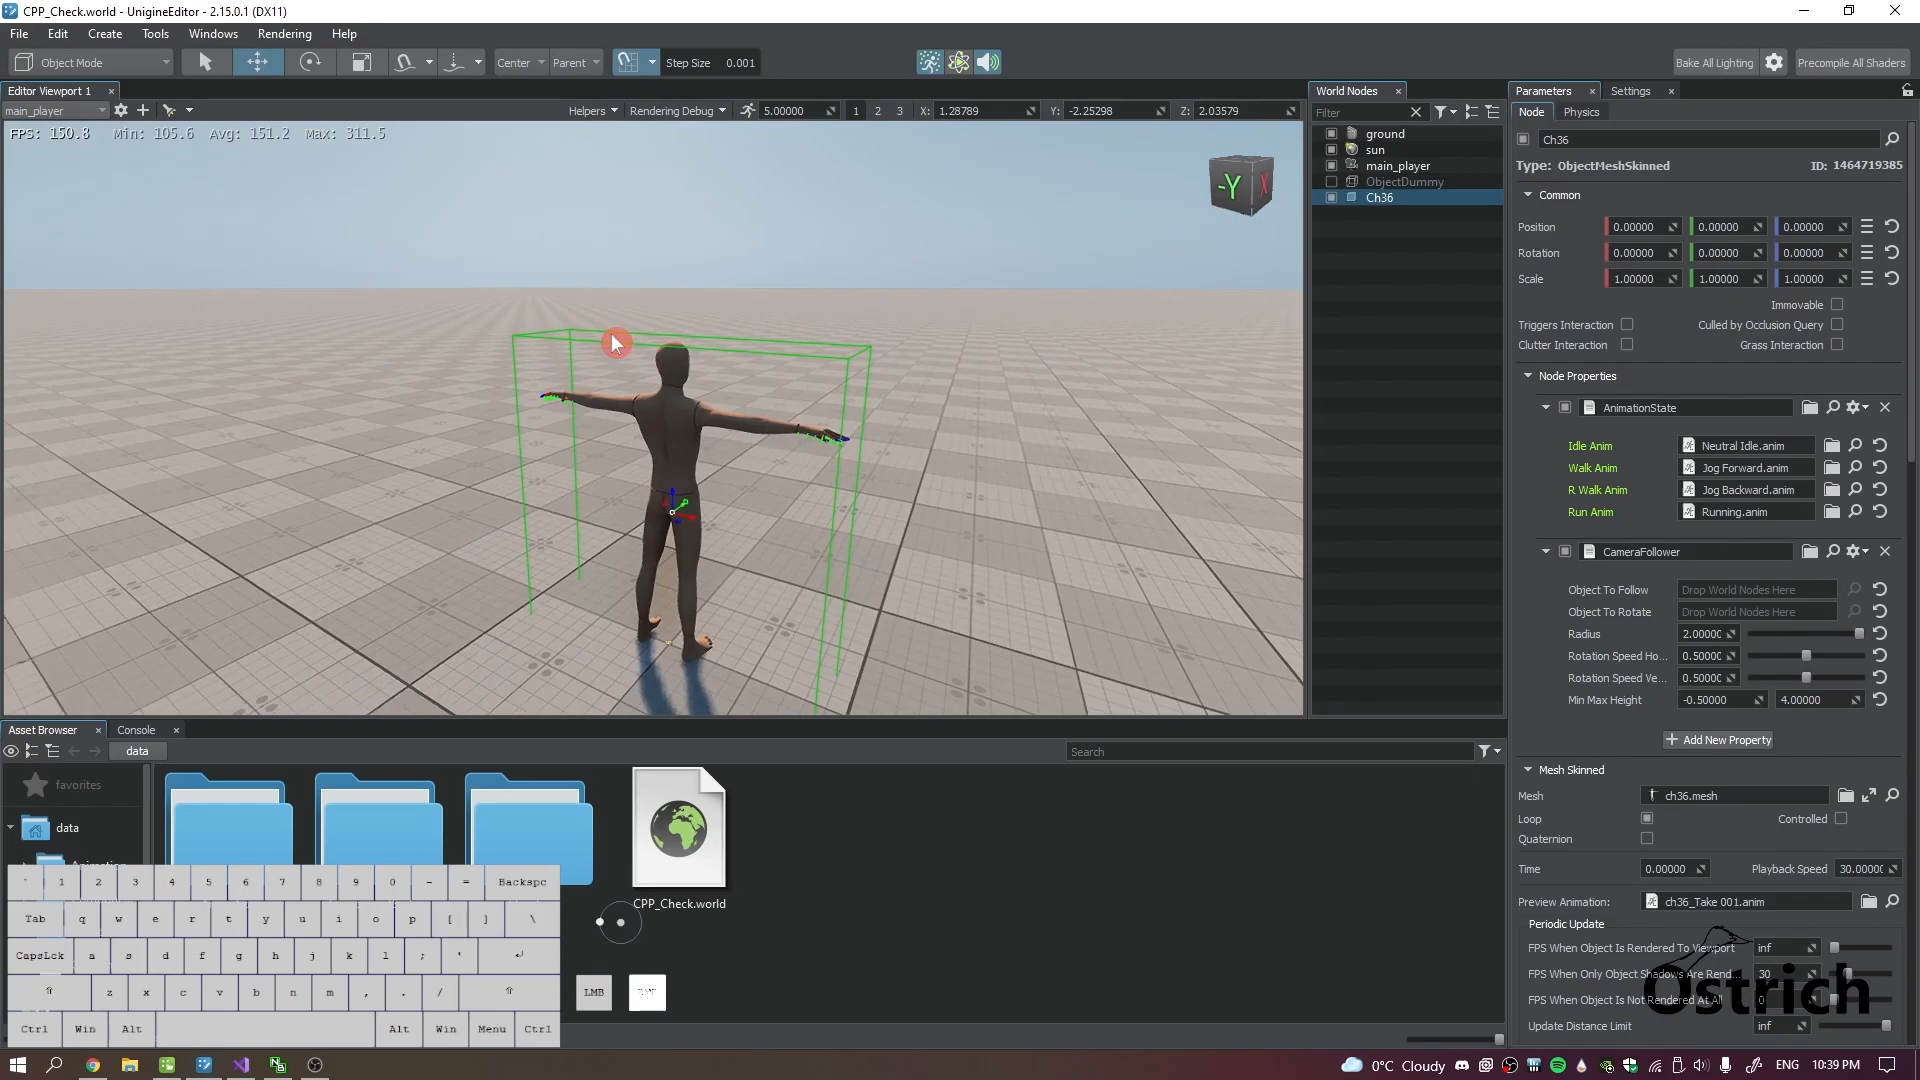 CPP_Check.world - UnigineEditor - 2.15.0.1 (DX11)
File Edit Create Tools Windows Rendering Help
Object Mode
Center
Parent
Step Size 0.001
Bake All Lighting
Precompile All Shaders
Editor Viewport 1
main_player
Helpers
Rendering Debug
5.00000
1 2 3
X: 1.28789
Y: -2.25298
Z: 2.03579
FPS: 150.8 Min: 105.6 Avg: 151.2 Max: 311.5
-Y X
World Nodes
Filter
ground
sun
main_player
ObjectDummy
Ch36
Parameters
Settings
Node
Physics
Ch36
Type: ObjectMeshSkinned ID: 1464719385
Common
Position 0.00000 0.00000 0.00000
Rotation 0.00000 0.00000 0.00000
Scale 1.00000 1.00000 1.00000
Immovable
Triggers Interaction Culled by Occlusion Query
Clutter Interaction Grass Interaction
Node Properties
AnimationState
Idle Anim Neutral Idle.anim
Walk Anim Jog Forward.anim
R Walk Anim Jog Backward.anim
Run Anim Running.anim
CameraFollower
Object To Follow Drop World Nodes Here
Object To Rotate Drop World Nodes Here
Radius 2.0000
Rotation Speed Ho... 0.5000
Rotation Speed Ve... 0.5000
Min Max Height -0.50000 4.00000
Add New Property
Mesh Skinned
Mesh ch36.mesh
Loop Controlled
Quaternion
Time 0.00000 Playback Speed 30.0000
Preview Animation: ch36_Take 001.anim
Periodic Update
FPS When Object Is Rendered To Viewport inf
FPS When Only Object Shadows Are Rend... 30
FPS When Object Is Not Rendered At All 0
Update Distance Limit inf
Ostrich
Asset Browser
Console
data
Search
favorites
data
CPP_Check.world
1 2 3 4 5 6 7 8 9 0 - = Backspc
Tab q w e r t y u i o p [ ] \
CapsLck a s d f g h j k l ; '
z x c v b n m , . /
Ctrl Win Alt Alt Win Menu Ctrl
LMB
0°C Cloudy
ENG 10:39 PM